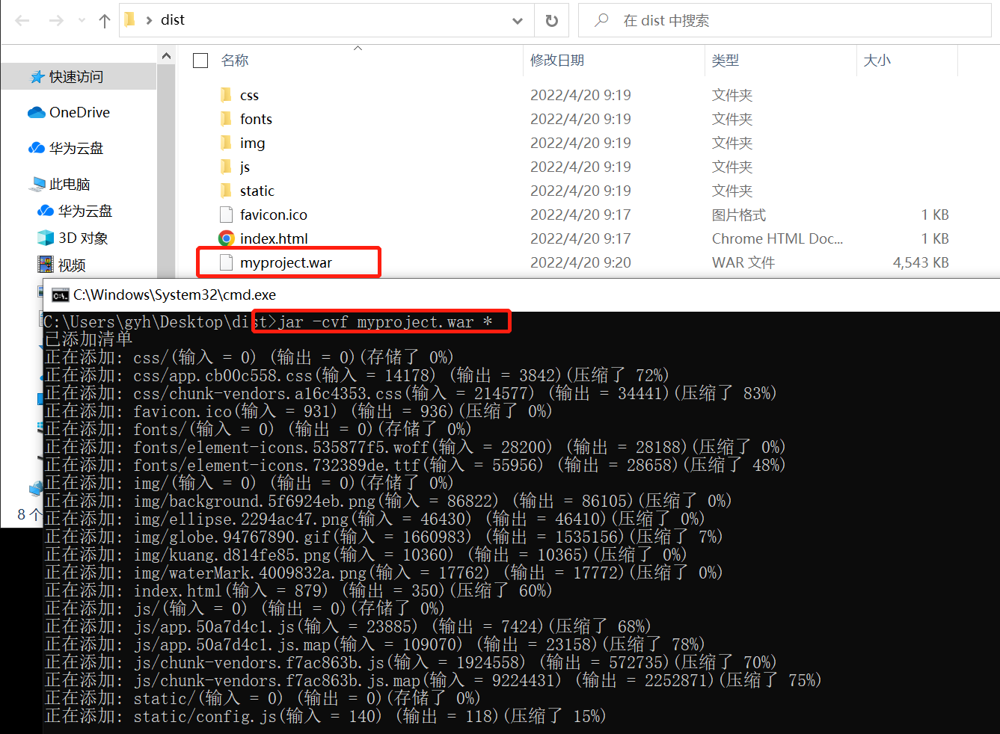 dist
在 dist 中搜索
名称 修改日期 类型 大小
快速访问
OneDrive
华为云盘
此电脑
华为云盘
3D 对象
视频
8 个
css 2022/4/20 9:19 文件夹
fonts 2022/4/20 9:19 文件夹
img 2022/4/20 9:19 文件夹
js 2022/4/20 9:19 文件夹
static 2022/4/20 9:19 文件夹
favicon.ico 2022/4/20 9:17 图片格式 1 KB
index.html 2022/4/20 9:17 Chrome HTML Doc... 1 KB
myproject.war 2022/4/20 9:20 WAR 文件 4,543 KB
C:\Windows\System32\cmd.exe
C:\Users\gyh\Desktop\dist>jar -cvf myproject.war *
已添加清单
正在添加: css/(输入 = 0) (输出 = 0)(存储了 0%)
正在添加: css/app.cb00c558.css(输入 = 14178) (输出 = 3842)(压缩了 72%)
正在添加: css/chunk-vendors.a16c4353.css(输入 = 214577) (输出 = 34441)(压缩了 83%)
正在添加: favicon.ico(输入 = 931) (输出 = 936)(压缩了 0%)
正在添加: fonts/(输入 = 0) (输出 = 0)(存储了 0%)
正在添加: fonts/element-icons.535877f5.woff(输入 = 28200) (输出 = 28188)(压缩了 0%)
正在添加: fonts/element-icons.732389de.ttf(输入 = 55956) (输出 = 28658)(压缩了 48%)
正在添加: img/(输入 = 0) (输出 = 0)(存储了 0%)
正在添加: img/background.5f6924eb.png(输入 = 86822) (输出 = 86105)(压缩了 0%)
正在添加: img/ellipse.2294ac47.png(输入 = 46430) (输出 = 46410)(压缩了 0%)
正在添加: img/globe.94767890.gif(输入 = 1660983) (输出 = 1535156)(压缩了 7%)
正在添加: img/kuang.d814fe85.png(输入 = 10360) (输出 = 10365)(压缩了 0%)
正在添加: img/waterMark.4009832a.png(输入 = 17762) (输出 = 17772)(压缩了 0%)
正在添加: index.html(输入 = 879) (输出 = 350)(压缩了 60%)
正在添加: js/(输入 = 0) (输出 = 0)(存储了 0%)
正在添加: js/app.50a7d4c1.js(输入 = 23885) (输出 = 7424)(压缩了 68%)
正在添加: js/app.50a7d4c1.js.map(输入 = 109070) (输出 = 23158)(压缩了 78%)
正在添加: js/chunk-vendors.f7ac863b.js(输入 = 1924558) (输出 = 572735)(压缩了 70%)
正在添加: js/chunk-vendors.f7ac863b.js.map(输入 = 9224431) (输出 = 2252871)(压缩了 75%)
正在添加: static/(输入 = 0) (输出 = 0)(存储了 0%)
正在添加: static/config.js(输入 = 140) (输出 = 118)(压缩了 15%)